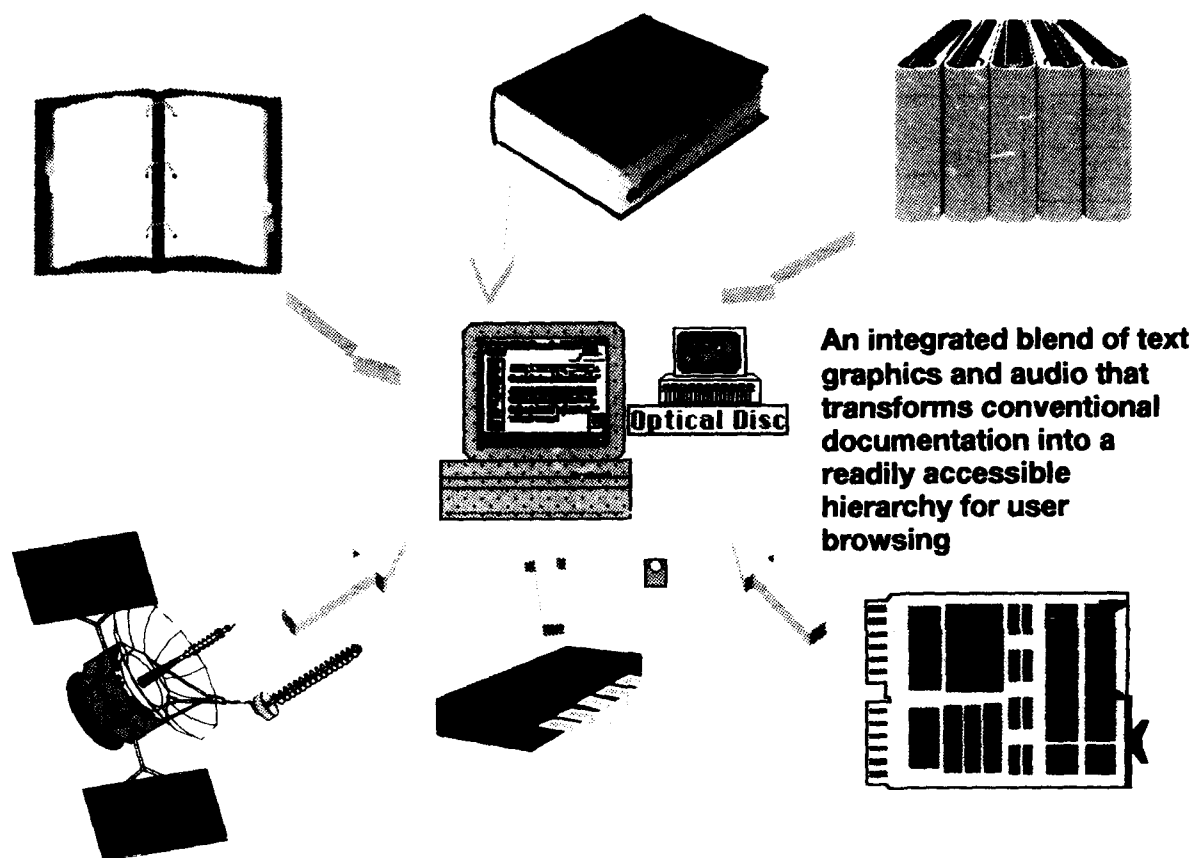 Optical Disc
An integrated blend of text
graphics and audio that
transforms conventional
documentation into a
readily accessible
hierarchy for user
browsing